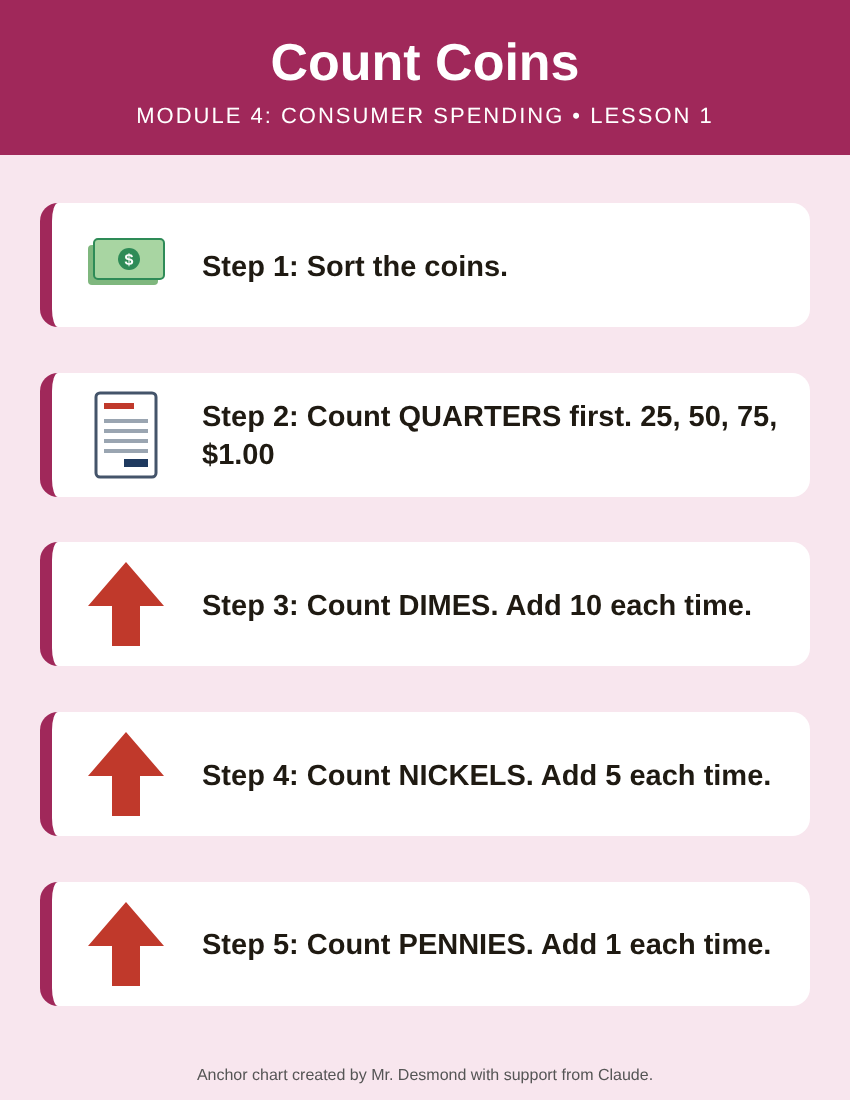 Count Coins
MODULE 4: CONSUMER SPENDING • LESSON 1
$
Step 1: Sort the coins.
Step 2: Count QUARTERS first. 25, 50, 75,
$1.00
Step 3: Count DIMES. Add 10 each time.
Step 4: Count NICKELS. Add 5 each time.
Step 5: Count PENNIES. Add 1 each time.
Anchor chart created by Mr. Desmond with support from Claude.